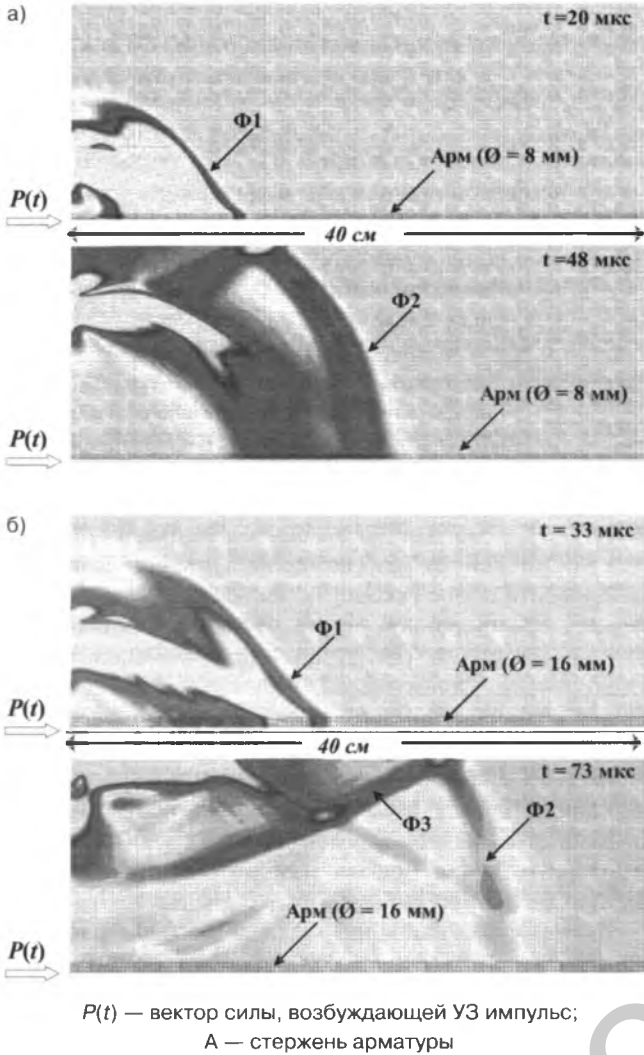 а)
t =20 мкс
Ф1
Арм (Ø = 8 мм)
P(t)
40 см
t =48 мкс
Ф2
Арм (Ø = 8 мм)
P(t)
б)
t = 33 мкс
Ф1
Арм (Ø = 16 мм)
P(t)
40 см
t = 73 мкс
Ф3
Ф2
Арм (Ø = 16 мм)
P(t)
P(t) — вектор силы, возбуждающей УЗ импульс;
А — стержень арматуры